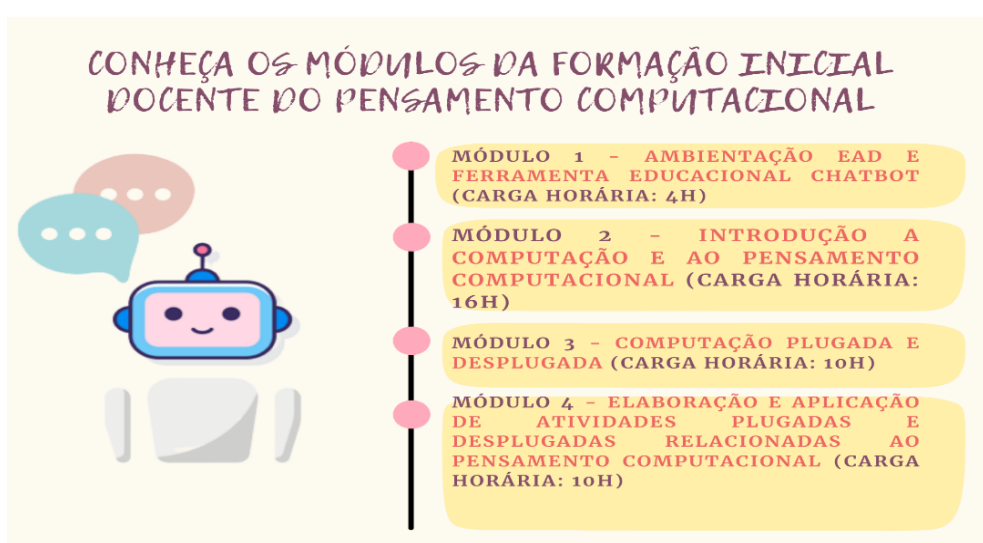 CONHEÇA OS MÓDULOS DA FORMAÇÃO INICIAL
DOCENTE DO PENSAMENTO COMPUTACIONAL
MÓDULO 1 – AMBIENTAÇÃO EAD E
FERRAMENTA EDUCACIONAL CHATBOT
(CARGA HORÁRIA: 4H)
MÓDULO 2 – INTRODUÇÃO A
COMPUTAÇÃO E AO PENSAMENTO
COMPUTACIONAL (CARGA HORÁRIA:
16H)
MÓDULO 3 – COMPUTAÇÃO PLUGADA E
DESPLUGADA (CARGA HORÁRIA: 10H)
MÓDULO 4 – ELABORAÇÃO E APLICAÇÃO
DE ATIVIDADES PLUGADAS E
DESPLUGADAS RELACIONADAS AO
PENSAMENTO COMPUTACIONAL (CARGA
HORÁRIA: 10H)